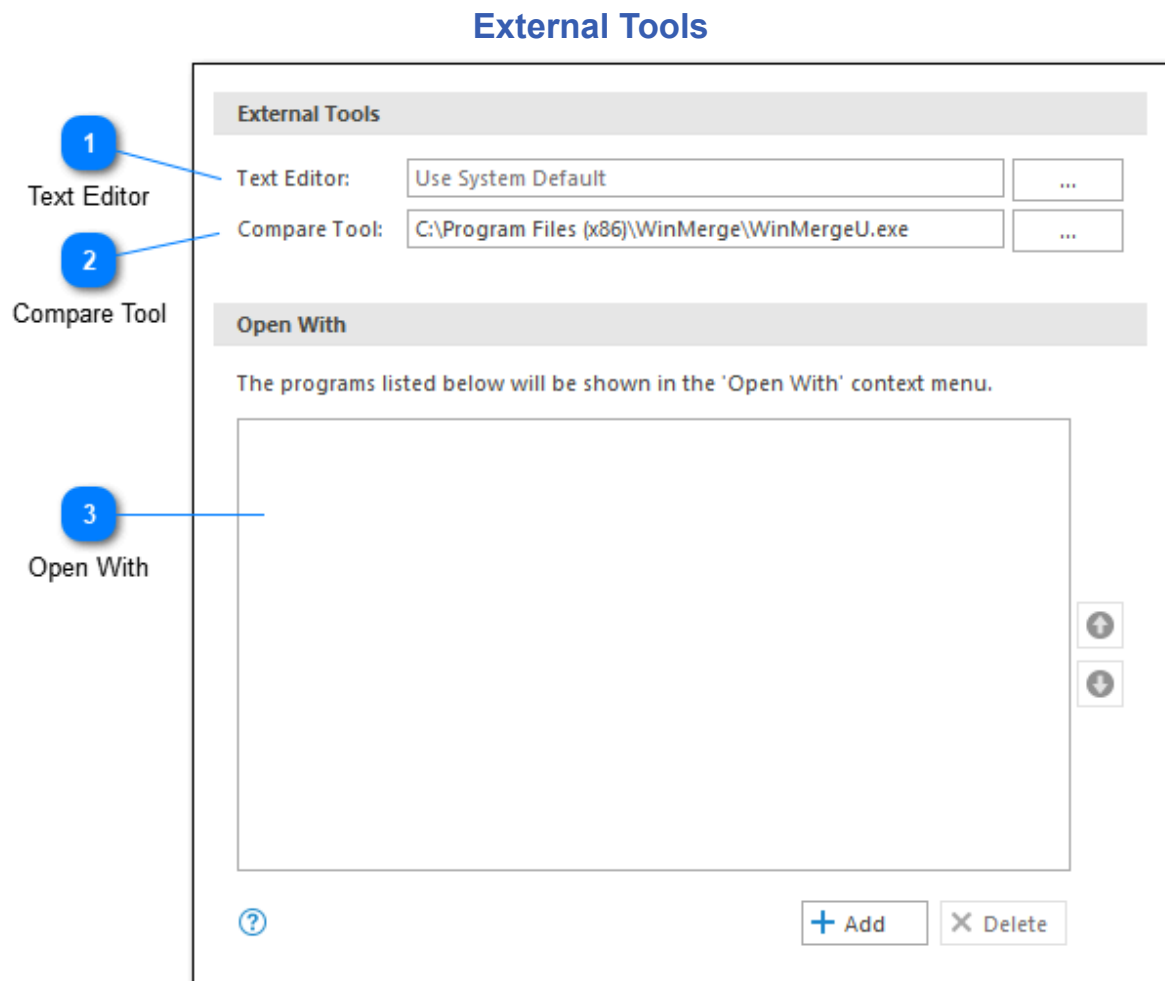 External Tools
External Tools
1
Text Editor
Text Editor: Use System Default ...
2
Compare Tool
Compare Tool: C:\Program Files (x86)\WinMerge\WinMergeU.exe ...
Open With
The programs listed below will be shown in the 'Open With' context menu.
3
Open With
? + Add × Delete